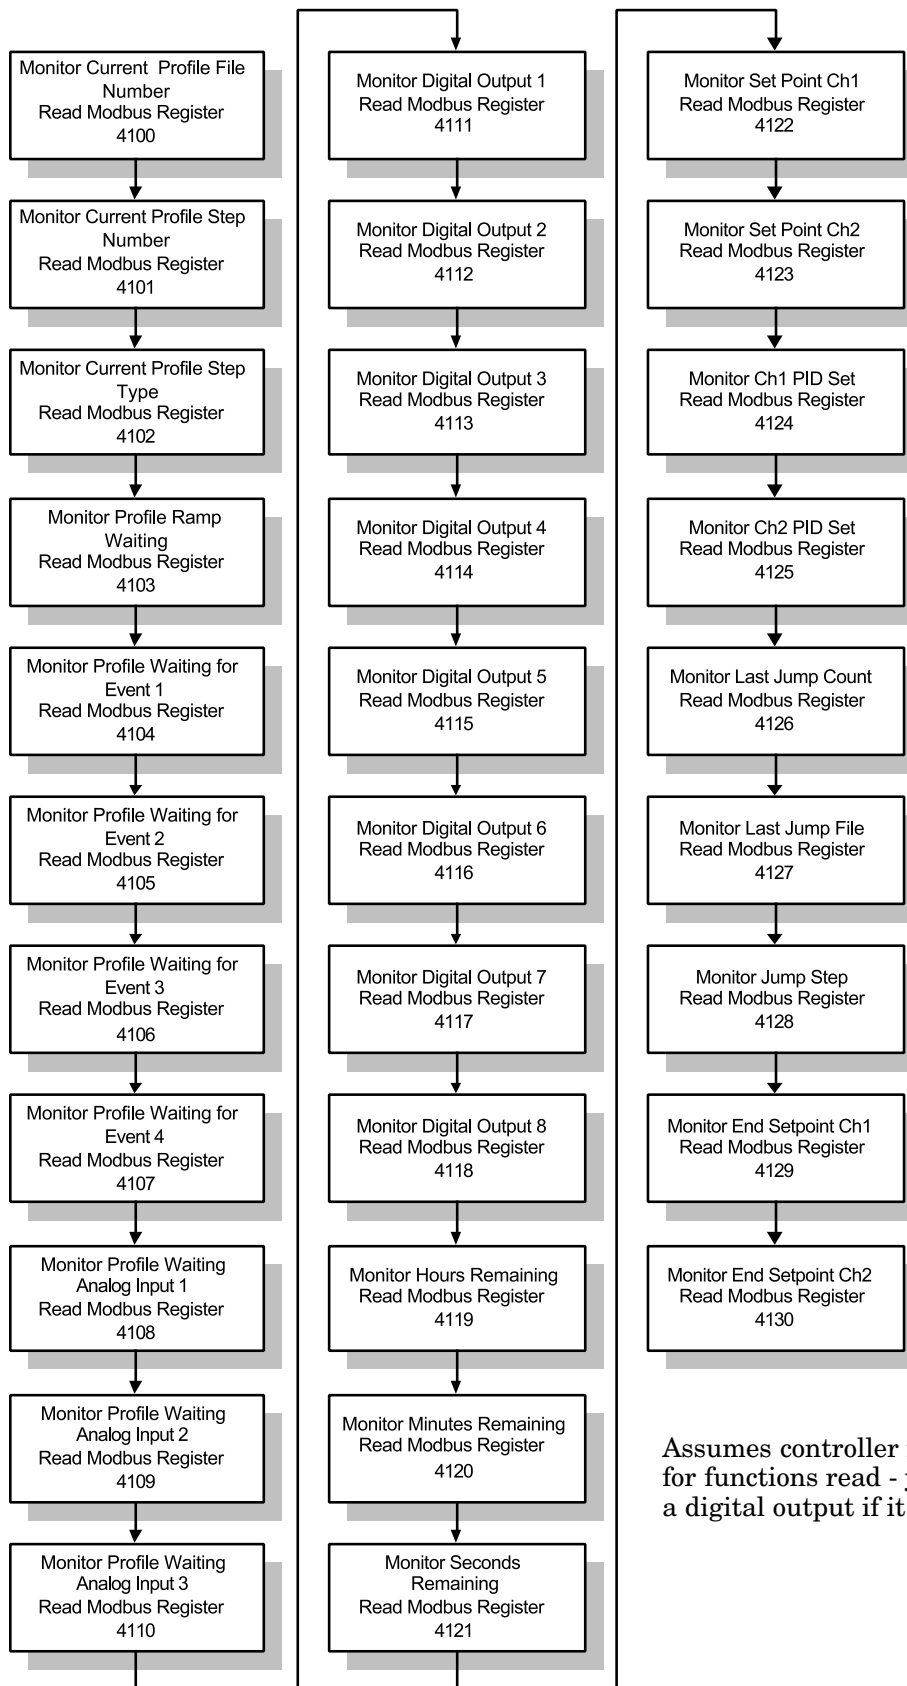 Monitor Current Profile File
Number
Read Modbus Register
4100
Monitor Current Profile Step
Number
Read Modbus Register
4101
Monitor Current Profile Step
Type
Read Modbus Register
4102
Monitor Profile Ramp
Waiting
Read Modbus Register
4103
Monitor Profile Waiting for
Event 1
Read Modbus Register
4104
Monitor Profile Waiting for
Event 2
Read Modbus Register
4105
Monitor Profile Waiting for
Event 3
Read Modbus Register
4106
Monitor Profile Waiting for
Event 4
Read Modbus Register
4107
Monitor Profile Waiting
Analog Input 1
Read Modbus Register
4108
Monitor Profile Waiting
Analog Input 2
Read Modbus Register
4109
Monitor Profile Waiting
Analog Input 3
Read Modbus Register
4110
Monitor Digital Output 1
Read Modbus Register
4111
Monitor Digital Output 2
Read Modbus Register
4112
Monitor Digital Output 3
Read Modbus Register
4113
Monitor Digital Output 4
Read Modbus Register
4114
Monitor Digital Output 5
Read Modbus Register
4115
Monitor Digital Output 6
Read Modbus Register
4116
Monitor Digital Output 7
Read Modbus Register
4117
Monitor Digital Output 8
Read Modbus Register
4118
Monitor Hours Remaining
Read Modbus Register
4119
Monitor Minutes Remaining
Read Modbus Register
4120
Monitor Seconds
Remaining
Read Modbus Register
4121
Monitor Set Point Ch1
Read Modbus Register
4122
Monitor Set Point Ch2
Read Modbus Register
4123
Monitor Ch1 PID Set
Read Modbus Register
4124
Monitor Ch2 PID Set
Read Modbus Register
4125
Monitor Last Jump Count
Read Modbus Register
4126
Monitor Last Jump File
Read Modbus Register
4127
Monitor Jump Step
Read Modbus Register
4128
Monitor End Setpoint Ch1
Read Modbus Register
4129
Monitor End Setpoint Ch2
Read Modbus Register
4130
Assumes controller
for functions read -
a digital output if it